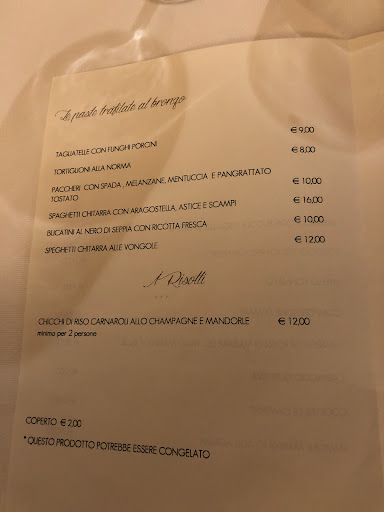 Le paste trafilate al bronzo
€ 9,00
TAGLIATELLE CON FUNGHI PORCINI
€ 8,00
TORTIGLIONI ALLA NORMA
PACCHERI CON SPADA , MELANZANE, MENTUCCIA E PANGRATTATO € 10,00
TOSTATO
SPAGHETTI CHITARRA CON ARAGOSTELLA, ASTICE E SCAMPI € 16,00
BUCATINI AL NERO DI SEPPIA CON RICOTTA FRESCA € 10,00
SPEGHETTI CHITARRA ALLE VONGOLE € 12,00
I Risotti
CHICCHI DI RISO CARNAROLI ALLO CHAMPAGNE E MANDORLE € 12,00
minimo per 2 persone
COPERTO € 2,00
* QUESTO PRODOTTO POTREBBE ESSERE CONGELATO